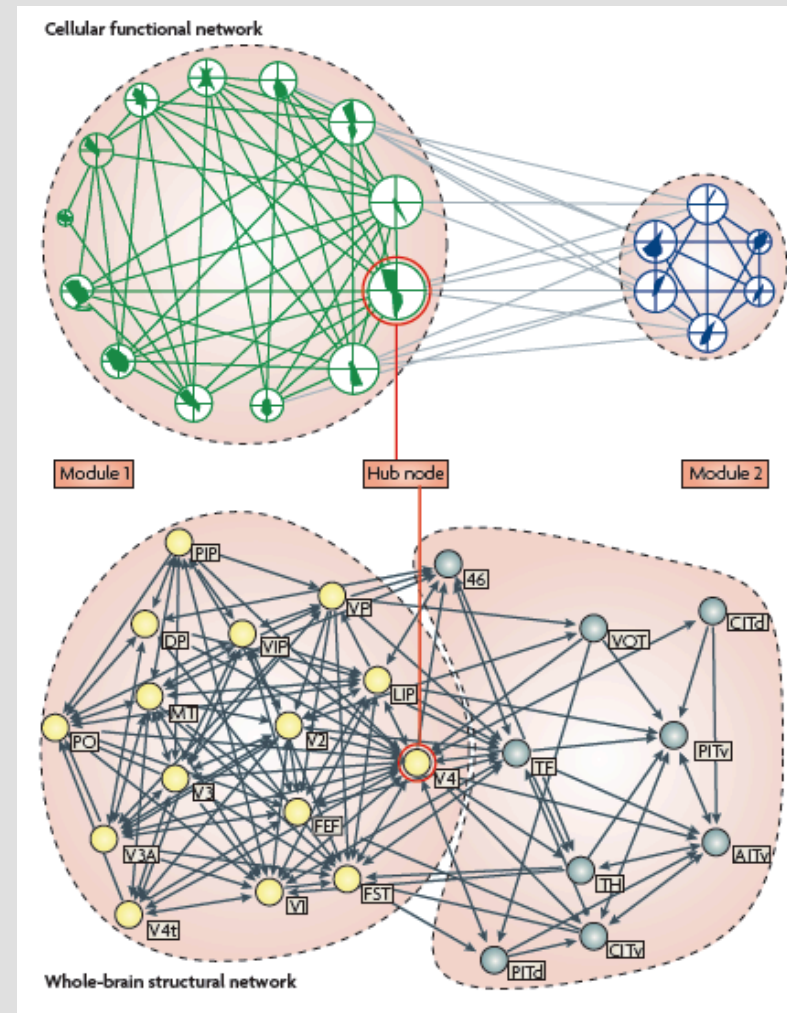 Cellular functional network
Module 1
Hub node
Module 2
PIP
46
VP
CITd
DP
VIP
VOT
LIP
MT
PO
V2
PITv
TF
V4
V3
FEF
V3A
AITv
TH
V1
FST
V4t
CITv
PITd
Whole-brain structural network